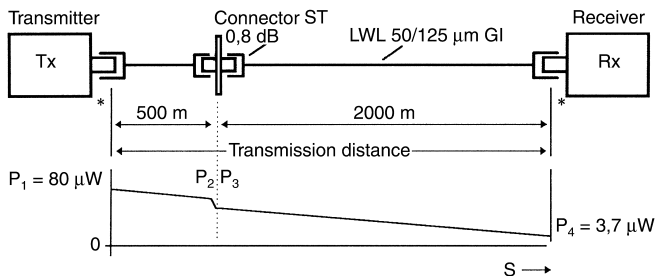 Transmitter
Connector ST
0,8 dB
Receiver
LWL 50/125 μm GI
Tx
Rx
*
*
500 m
2000 m
Transmission distance
P₁ = 80 μW
P₂
P₃
P₄ = 3,7 μW
0
S